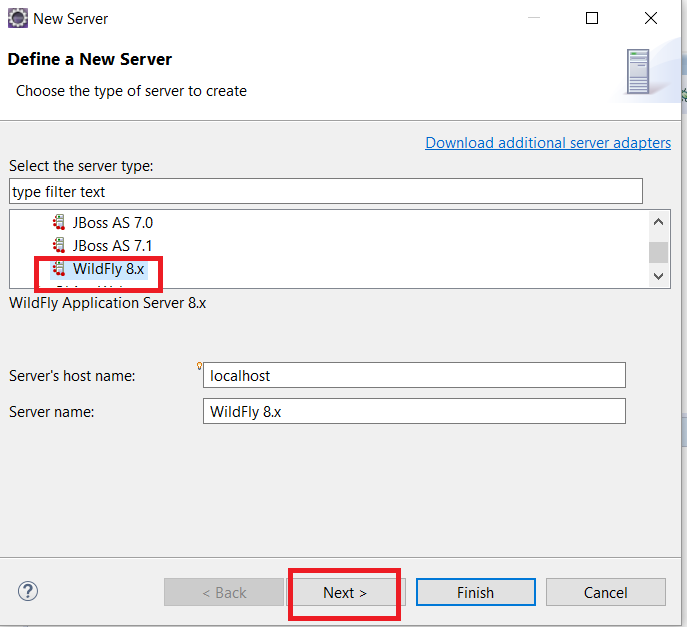 New Server
Define a New Server
Choose the type of server to create
Download additional server adapters
Select the server type:
type filter text
JBoss AS 7.0
JBoss AS 7.1
WildFly 8.x
WildFly Application Server 8.x
Server's host name:
localhost
Server name:
WildFly 8.x
?
< Back
Next >
Finish
Cancel